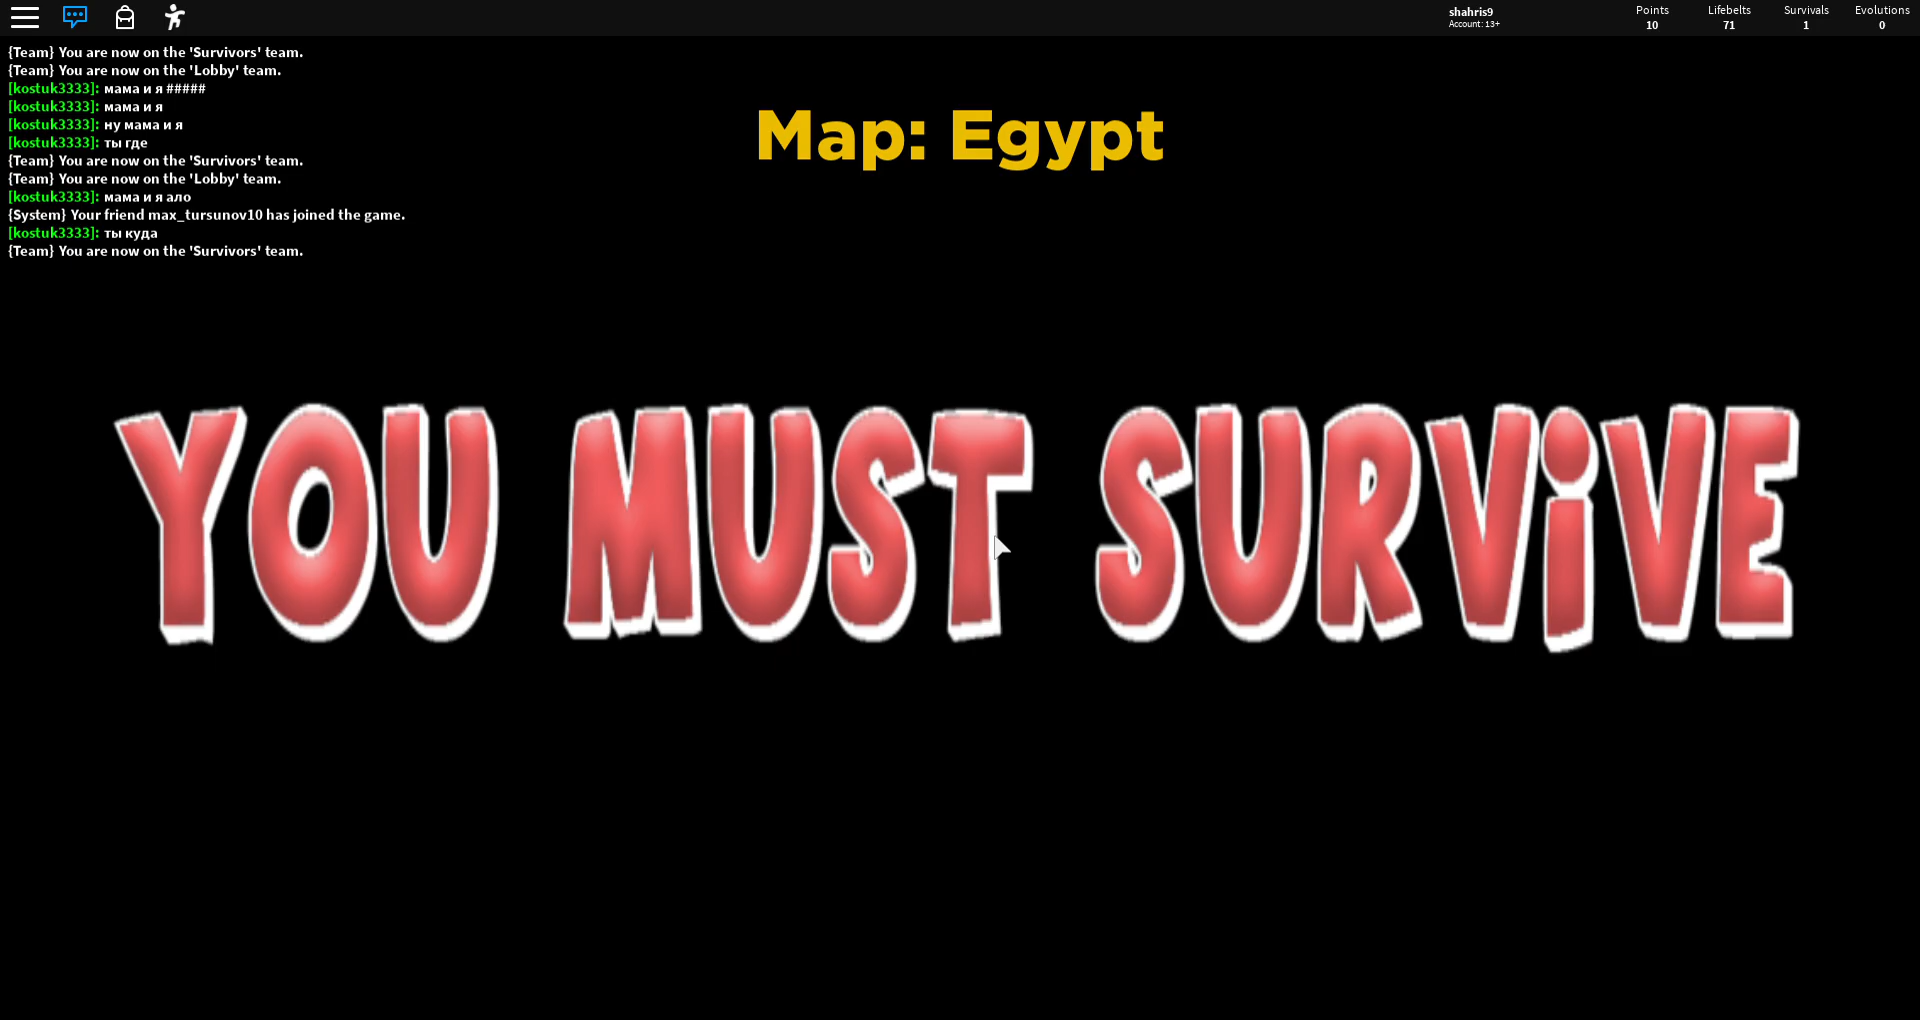 shahris9
Account: 13+
Points
10
Lifebelts
71
Survivals
1
Evolutions
0
{Team} You are now on the 'Survivors' team.
{Team} You are now on the 'Lobby' team.
[kostuk3333]: мама и я #####
[kostuk3333]: мама и я
[kostuk3333]: ну мама и я
[kostuk3333]: ты где
{Team} You are now on the 'Survivors' team.
{Team} You are now on the 'Lobby' team.
[kostuk3333]: мама и я ало
{System} Your friend max_tursunov10 has joined the game.
[kostuk3333]: ты куда
{Team} You are now on the 'Survivors' team.
Map: Egypt
YOU MUST SURViVE